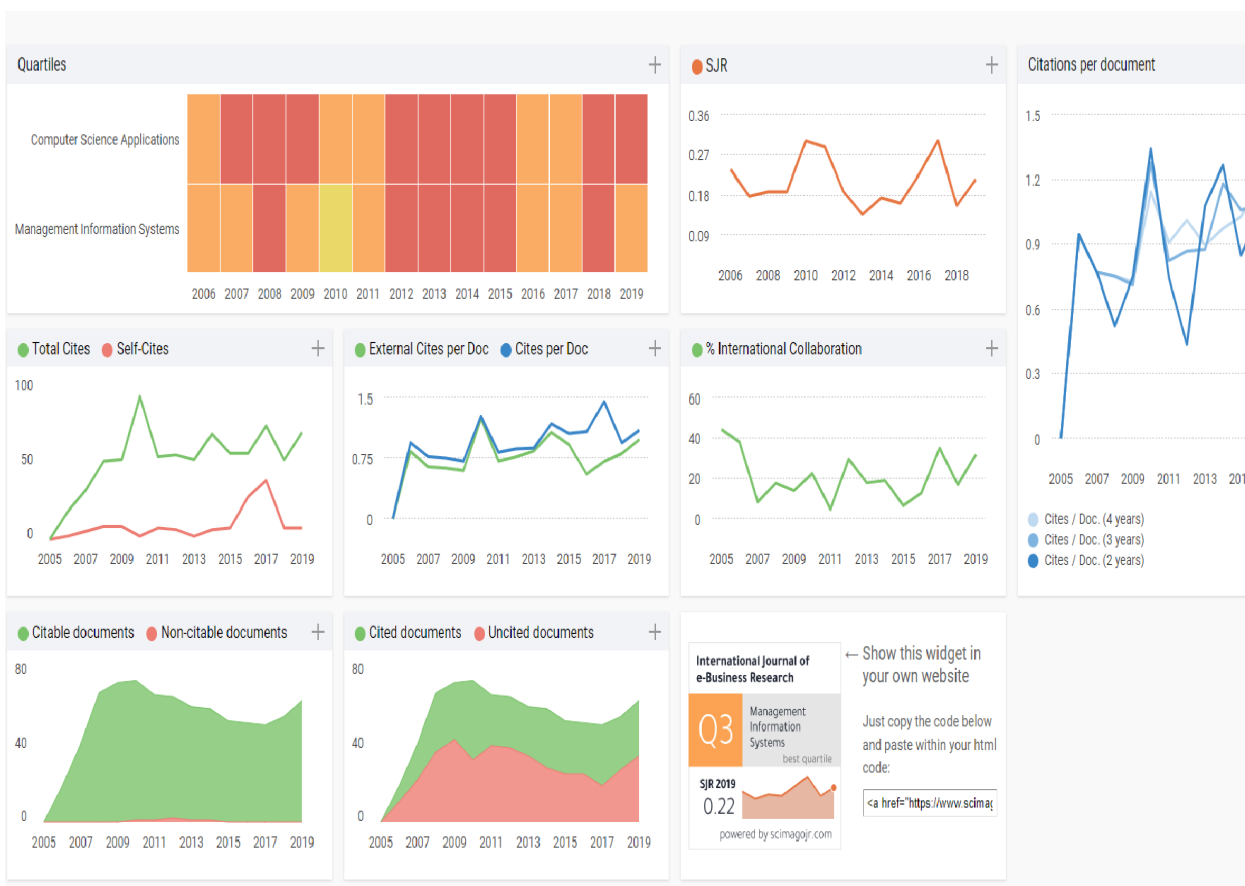 Quartiles
Computer Science Applications
Management Information Systems
2006 2007 2008 2009 2010 2011 2012 2013 2014 2015 2016 2017 2018 2019
SJR
0.36
0.27
0.18
0.09
2006 2008 2010 2012 2014 2016 2018
Citations per document
1.5
1.2
0.9
0.6
0.3
0
2005 2007 2009 2011 2013 201
Cites / Doc. (4 years)
Cites / Doc. (3 years)
Cites / Doc. (2 years)
Total Cites Self-Cites
100
50
0
2005 2007 2009 2011 2013 2015 2017 2019
External Cites per Doc Cites per Doc
1.5
0.75
0
2005 2007 2009 2011 2013 2015 2017 2019
% International Collaboration
60
40
20
0
2005 2007 2009 2011 2013 2015 2017 2019
Citable documents Non-citable documents
80
40
0
2005 2007 2009 2011 2013 2015 2017 2019
Cited documents Uncited documents
80
40
0
2005 2007 2009 2011 2013 2015 2017 2019
International Journal of
e-Business Research
Q3
Management
Information
Systems
best quartile
SJR 2019
0.22
powered by scimagojr.com
← Show this widget in
your own website
Just copy the code below
and paste within your html
code:
<a href="https://www.scimag